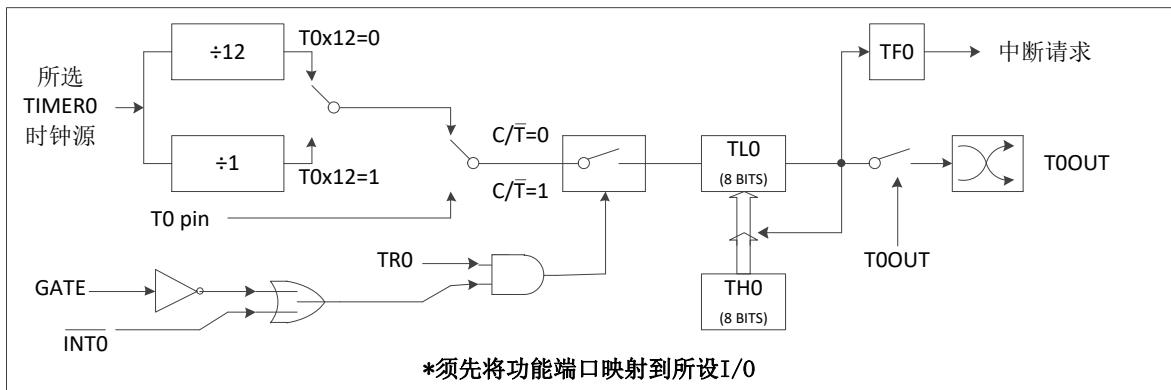 ÷12
T0x12=0
所选
TIMER0
时钟源
÷1
T0x12=1
T0 pin
C/T̅=0
C/T̅=1
TL0
(8 BITS)
TF0
中断请求
T0OUT
T0OUT
TR0
GATE
I̅N̅T̅0̅
TH0
(8 BITS)
*须先将功能端口映射到所设I/O